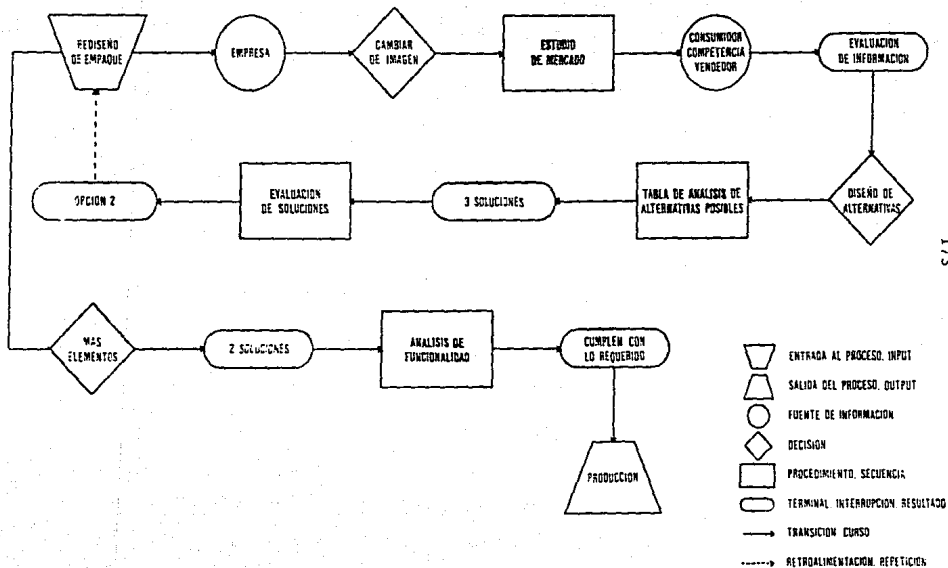 REDISEÑO
DE EMPAQUE
EMPRESA
CAMBIAR
DE IMAGEN
ESTUDIO
DE MERCADO
CONSUMIDOR
COMPETENCIA
VENDEDOR
EVALUACION
DE INFORMACION
OPCION 2
EVALUACION
DE SOLUCIONES
3 SOLUCIONES
TABLA DE ANALISIS DE
ALTERNATIVAS POSIBLES
DISEÑO DE
ALTERNATIVAS
173
MAS
ELEMENTOS
2 SOLUCIONES
ANALISIS DE
FUNCIONALIDAD
CUMPLEN CON
LO REQUERIDO
PRODUCCION
ENTRADA AL PROCESO, INPUT
SALIDA DEL PROCESO, OUTPUT
FUENTE DE INFORMACION
DECISION
PROCEDIMIENTO, SECUENCIA
TERMINAL, INTERRUPCION, RESULTADO
TRANSICION CURSO
RETROALIMENTACION, REPETICION